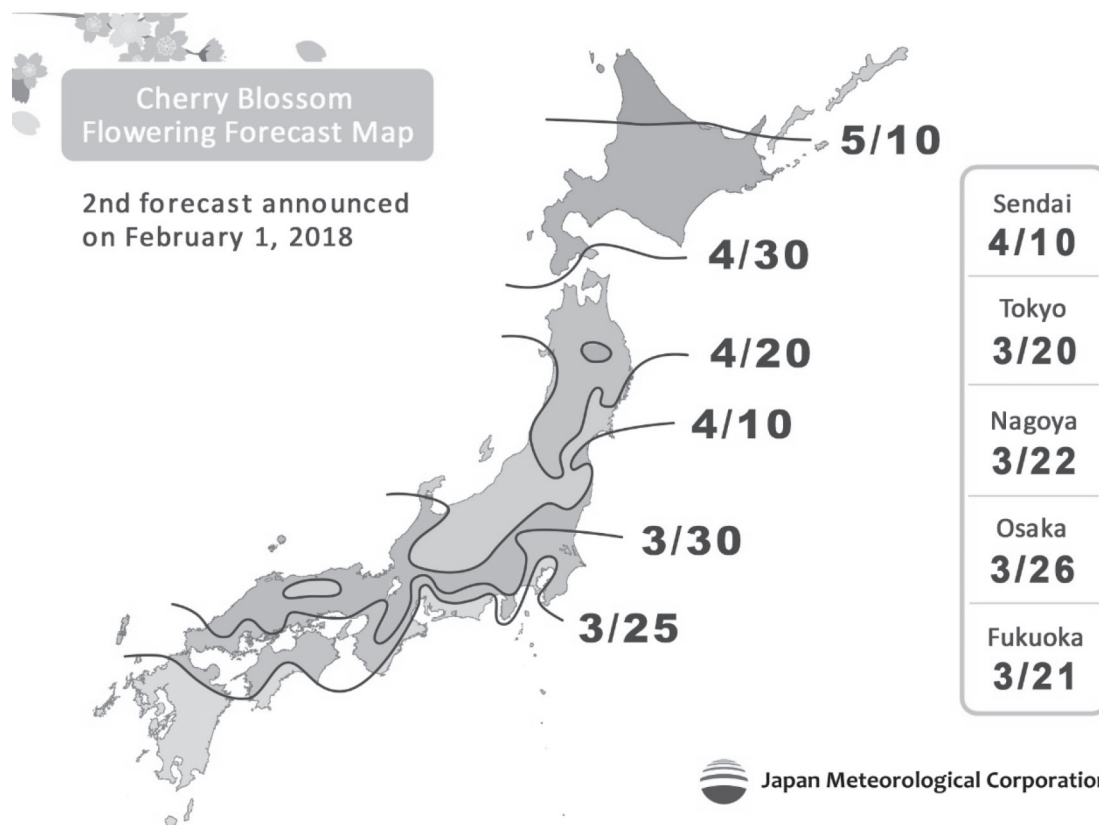 Cherry Blossom
Flowering Forecast Map
2nd forecast announced
on February 1, 2018
5/10
4/30
4/20
4/10
3/30
3/25
Sendai
4/10
Tokyo
3/20
Nagoya
3/22
Osaka
3/26
Fukuoka
3/21
Japan Meteorological Corporation